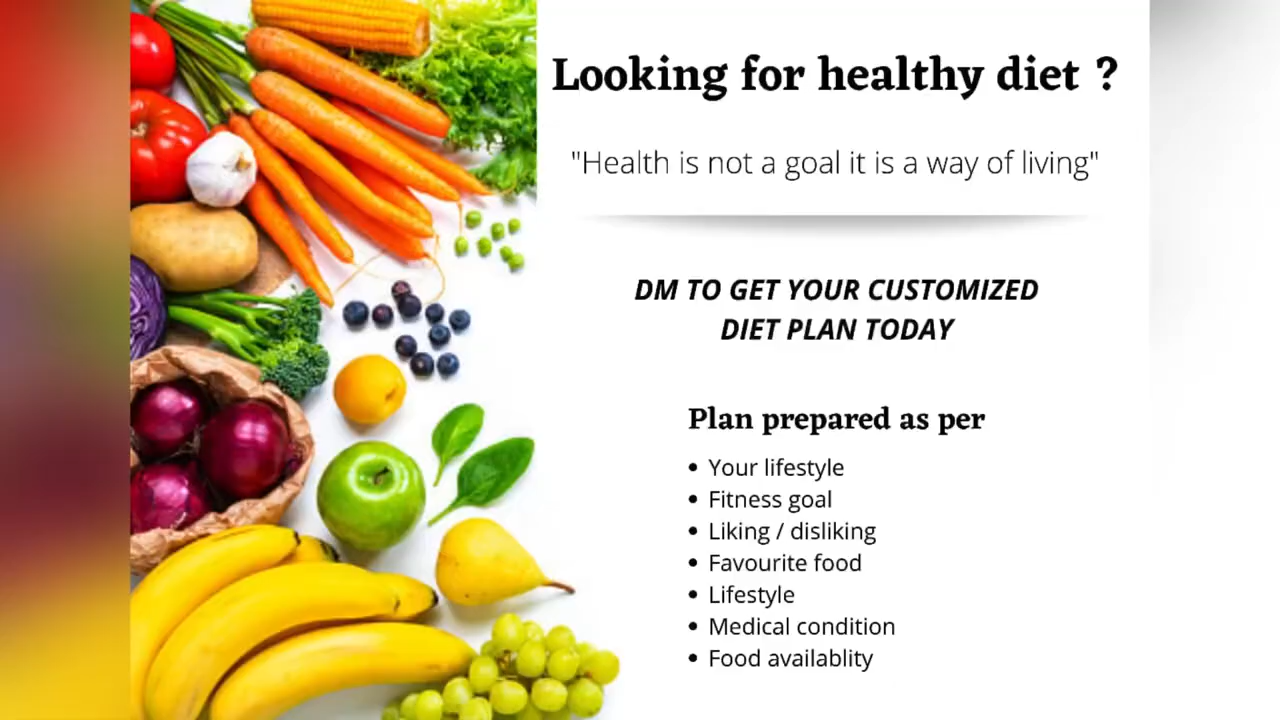 Looking for healthy diet ?
"Health is not a goal it is a way of living"
DM TO GET YOUR CUSTOMIZED
DIET PLAN TODAY
Plan prepared as per
• Your lifestyle
• Fitness goal
• Liking / disliking
• Favourite food
• Lifestyle
• Medical condition
• Food availablity